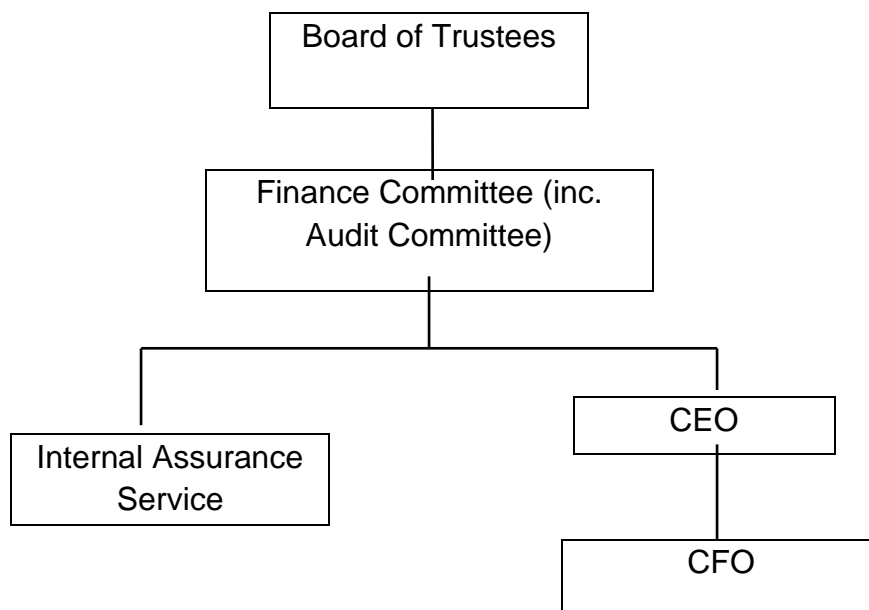 Board of Trustees
Finance Committee (inc.
Audit Committee)
CEO
Internal Assurance
Service
CFO